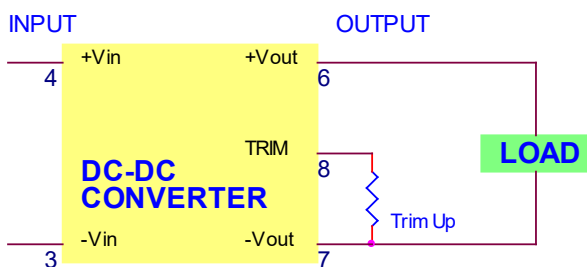 INPUT
OUTPUT
+Vin
+Vout
4
6
TRIM
8
DC-DC
CONVERTER
LOAD
Trim Up
-Vin
-Vout
3
7